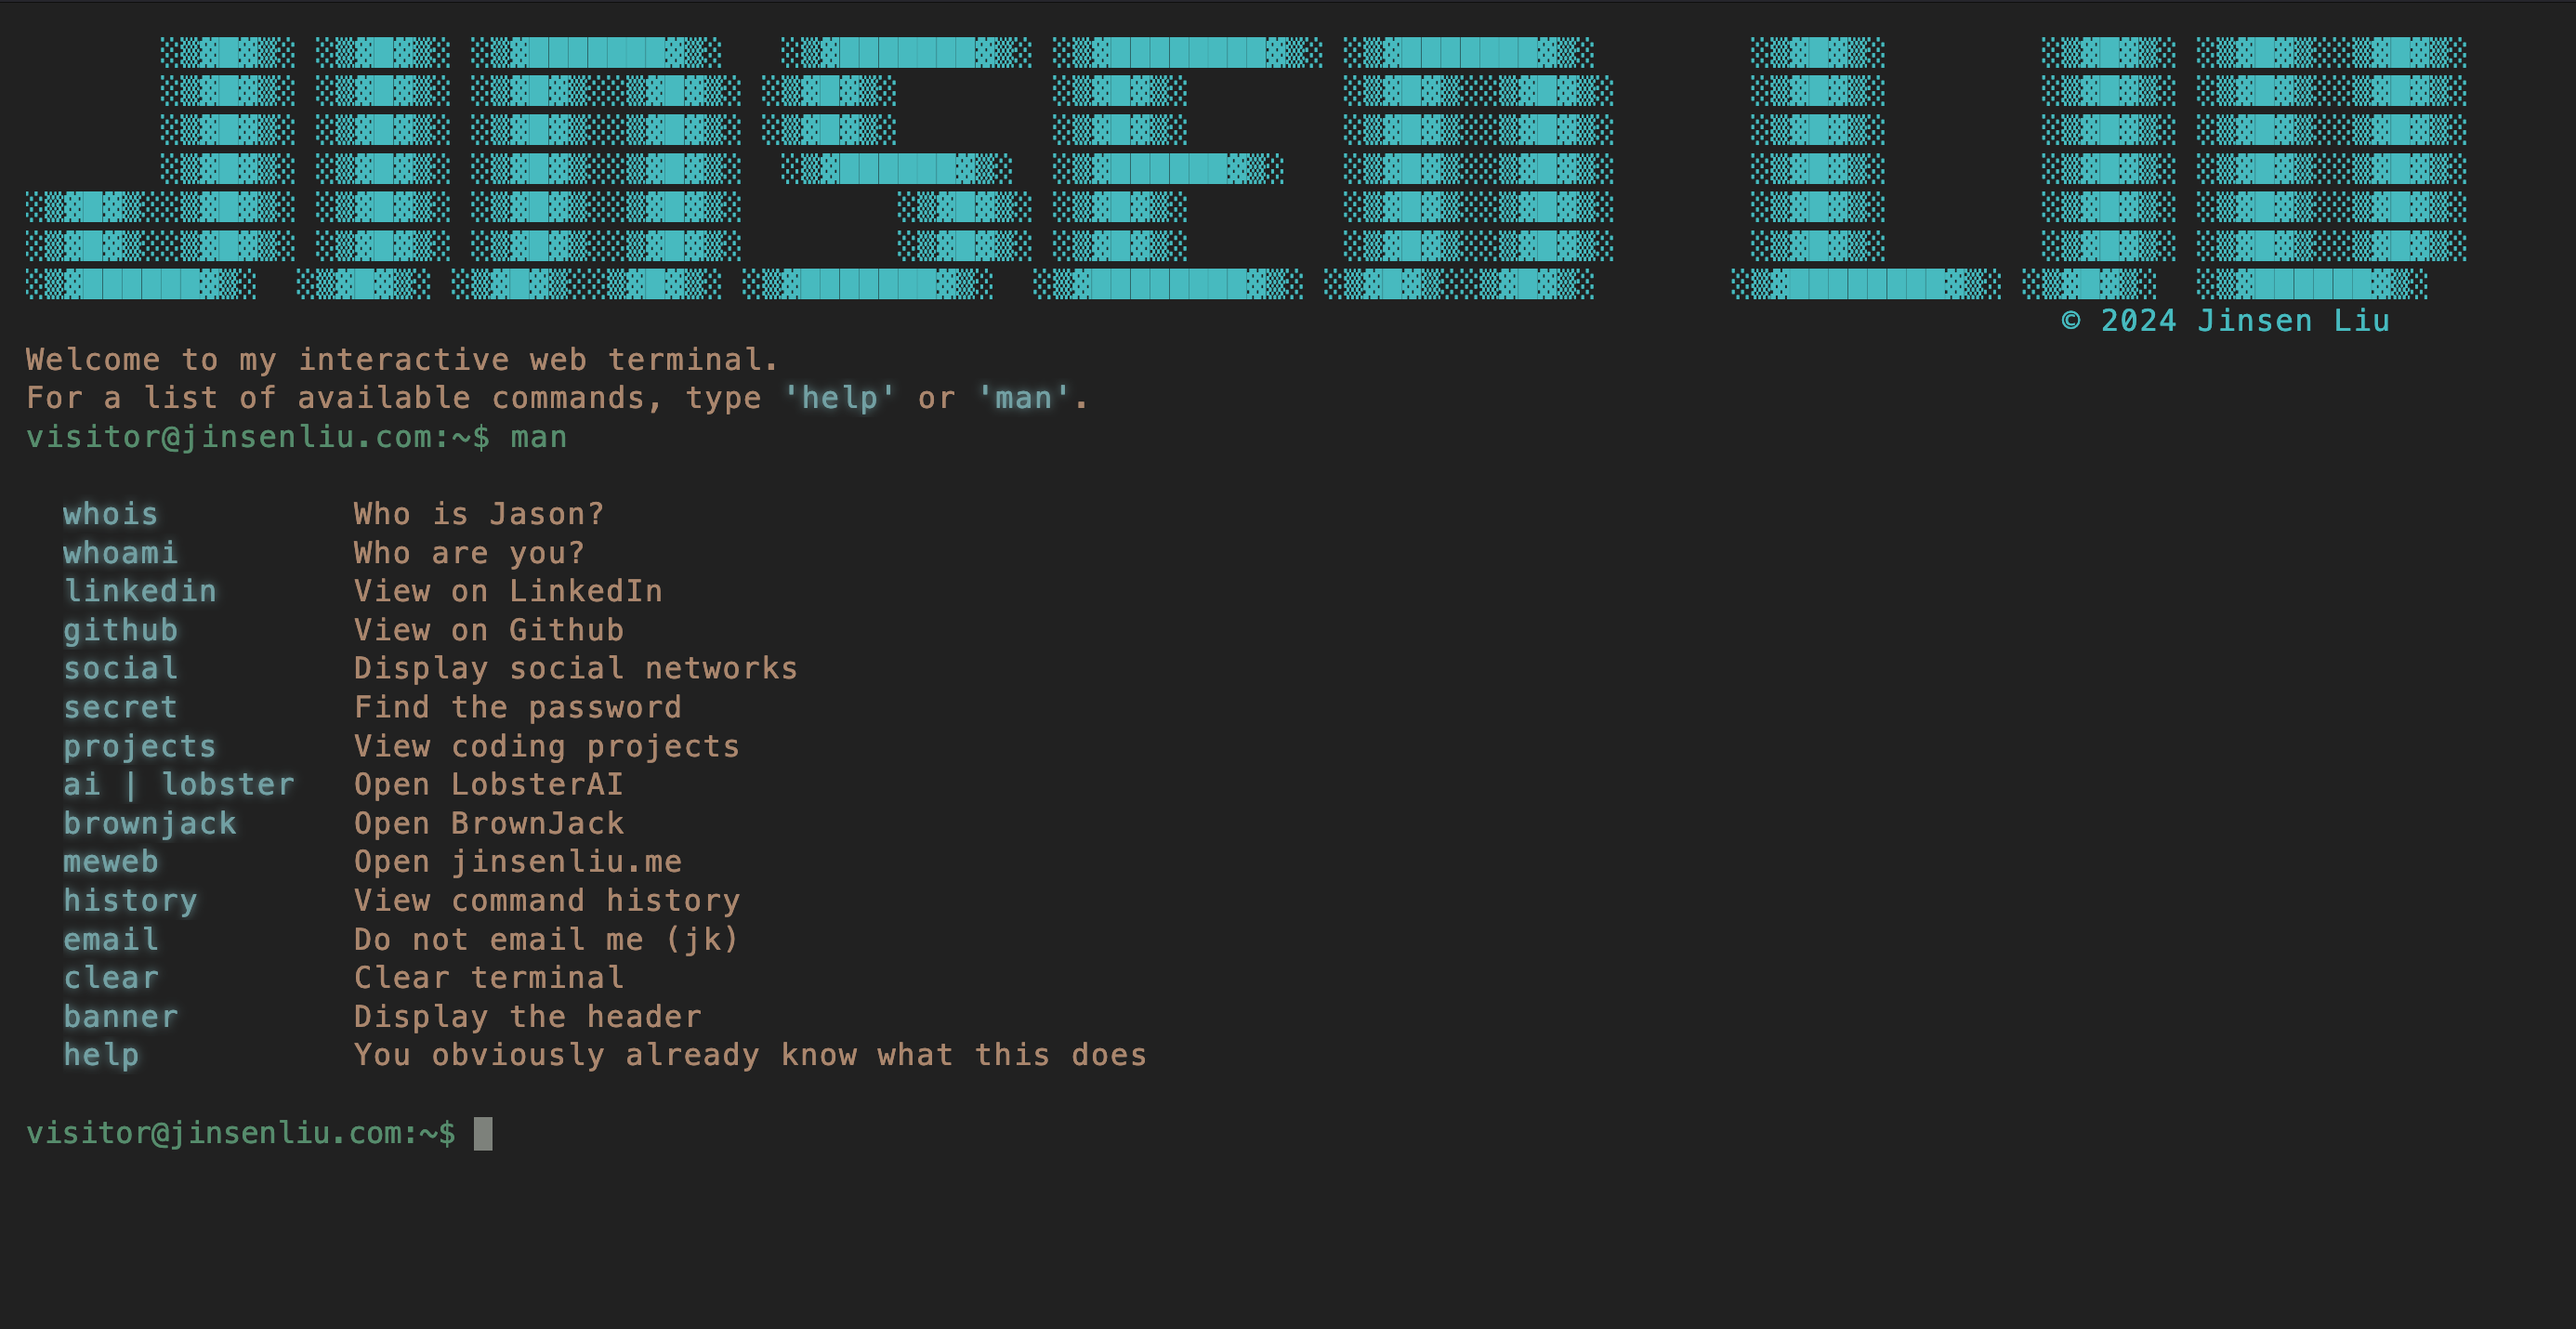 JINSEN LIU
© 2024 Jinsen Liu
Welcome to my interactive web terminal.
For a list of available commands, type 'help' or 'man'.
visitor@jinsenliu.com:~$ man
whois Who is Jason?
whoami Who are you?
linkedin View on LinkedIn
github View on Github
social Display social networks
secret Find the password
projects View coding projects
ai | lobster Open LobsterAI
brownjack Open BrownJack
meweb Open jinsenliu.me
history View command history
email Do not email me (jk)
clear Clear terminal
banner Display the header
help You obviously already know what this does
visitor@jinsenliu.com:~$